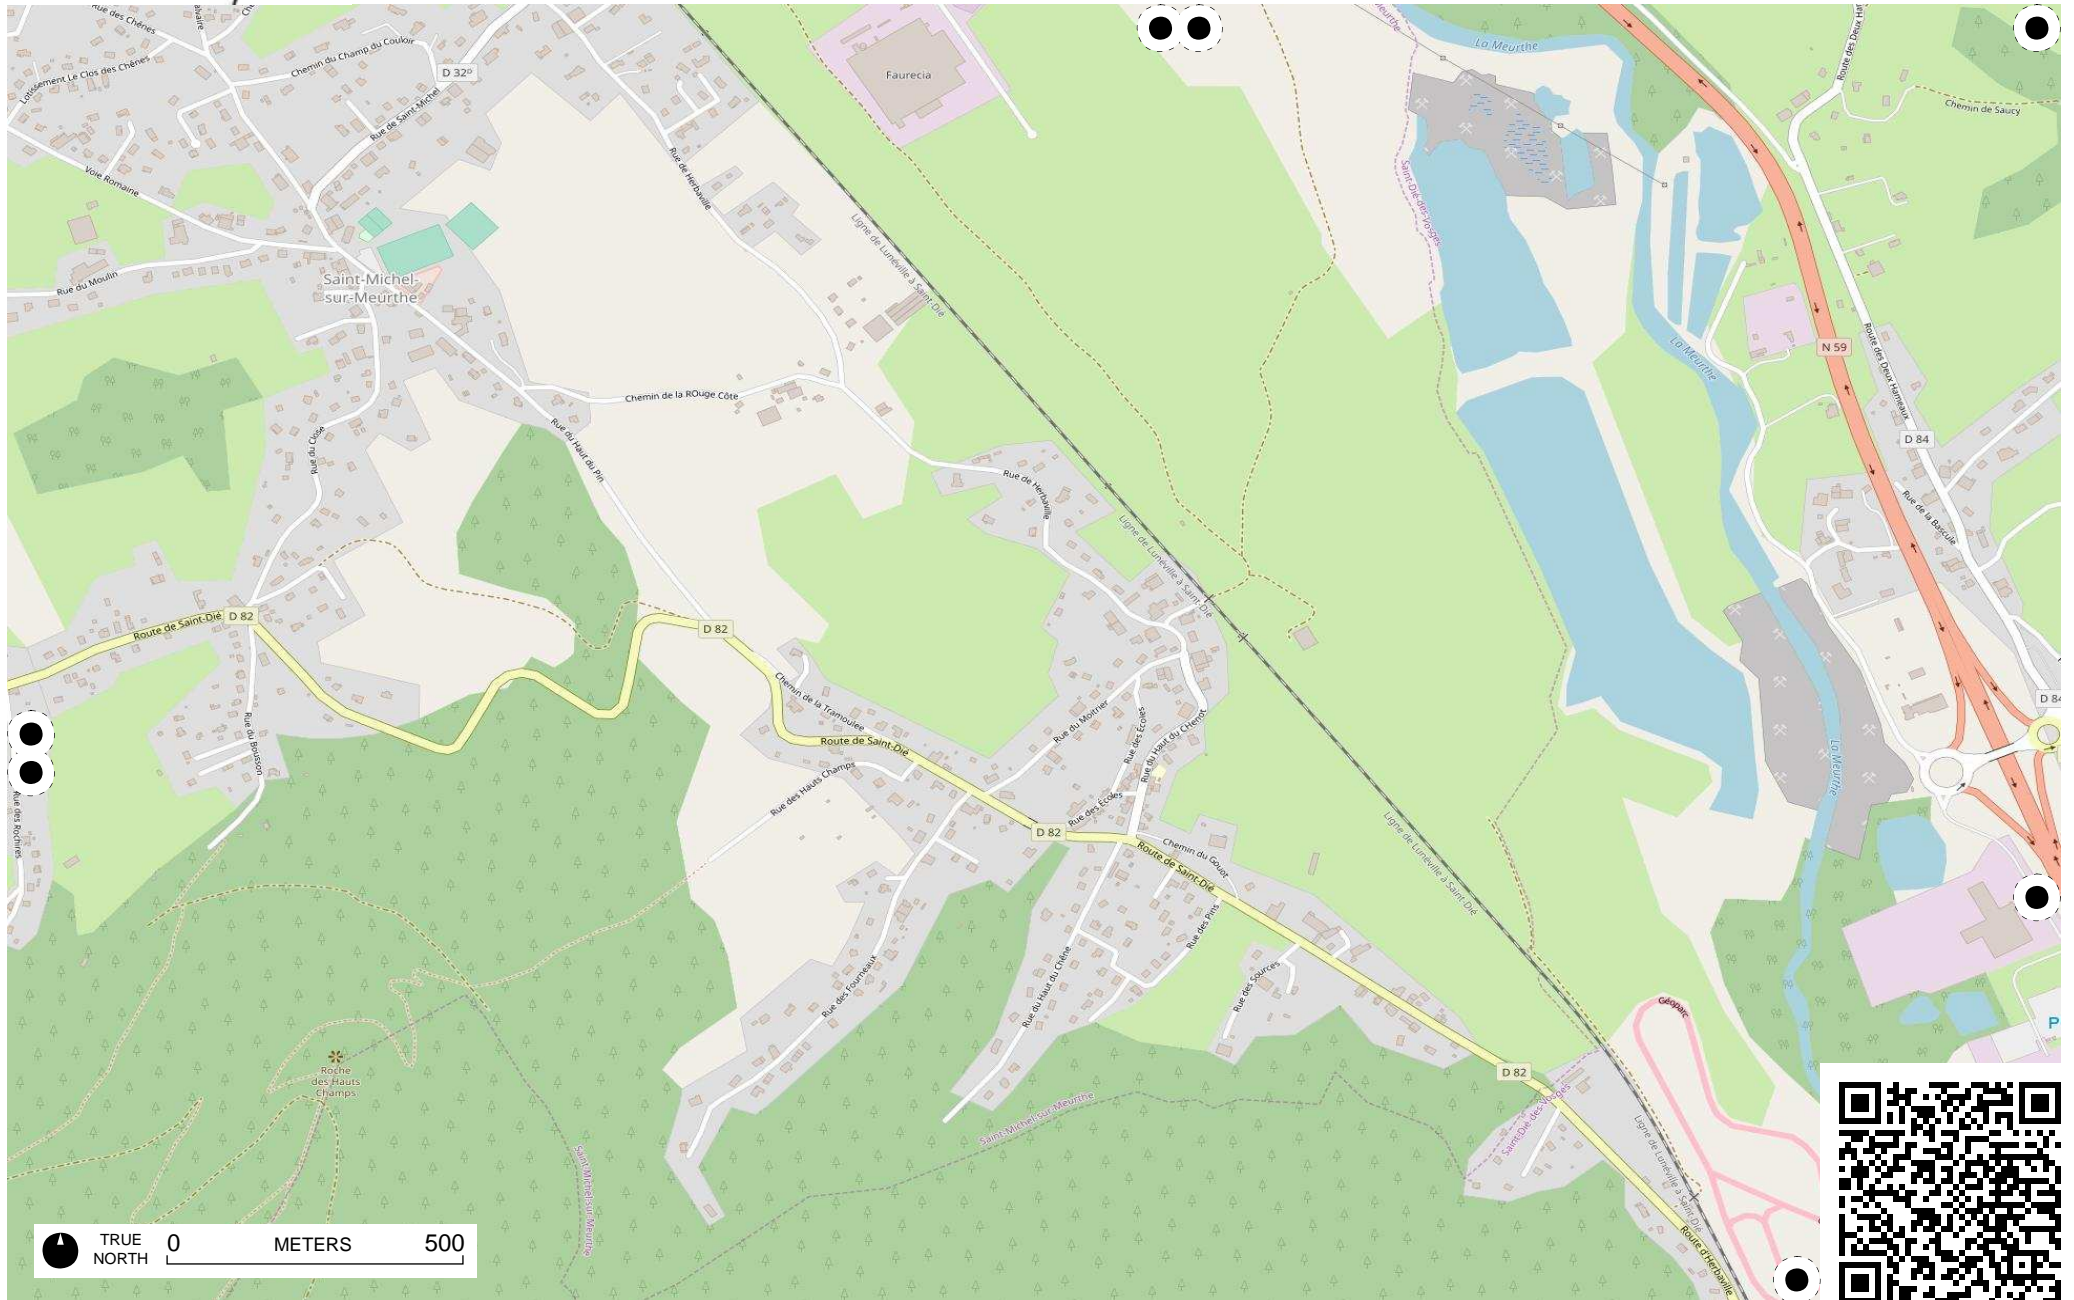 Rue des Chênes
Chemin du Champ du Couloir
Lotissement Le Clos des Chênes
D 32D
Rue de Saint-Michel
Voie Romaine
Rue du Moulin
Saint-Michel-
sur-Meurthe
Rue de Herbaville
Faurecia
Ligne de Lunéville à Saint-Dié
La Meurthe
Saint-Dié-des-Vosges
Chemin de Saucy
N 59
La Meurthe
Route des Deux Hameaux
D 84
Rue de la Bascule
Chemin de la ROuge Côte
Rue du Haut du Pin
Rue du Close
Rue de Herbaville
Ligne de Lunéville à Saint-Dié
Route de Saint-Dié
D 82
D 82
Chemin de la Tramoulee
Route de Saint-Dié
Rue du Moitrier
Rue des Écoles
Rue du Haut du Chenot
Rue du Bousson
Rue des Hauts Champs
Rue des Rochires
Rue des Écoles
D 82
Route de Saint-Dié
Chemin du Gouot
Ligne de Lunéville à Saint-Dié
La Meurthe
D 84
Rue des Pins
Rue du Haut du Chêne
Rue des Sources
Rue des Fourneaux
Géoparc
P
Roche
des Hauts
Champs
D 82
Saint-Michel-sur-Meurthe
Saint-Dié-des-Vosges
Saint-Michel-sur-Meurthe
Ligne de Lunéville à Saint-Dié
Route d'Herbaville
TRUE
NORTH
0 METERS 500